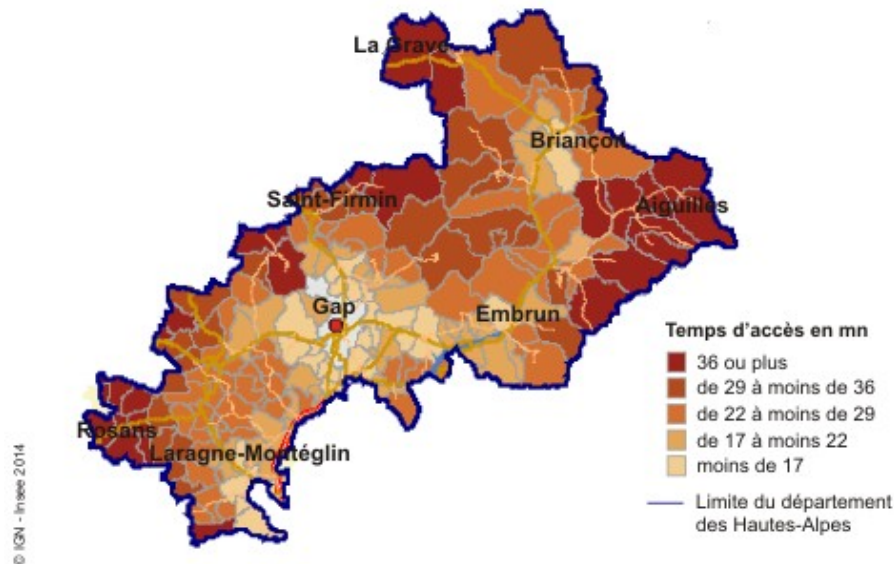 La Grave
Briançon
Saint-Firmin
Aiguilles
Gap
Embrun
Rosans
Laragne-Montéglin
Temps d'accès en mn
36 ou plus
de 29 à moins de 36
de 22 à moins de 29
de 17 à moins 22
moins de 17
Limite du département
des Hautes-Alpes
© IGN - Insee 2014